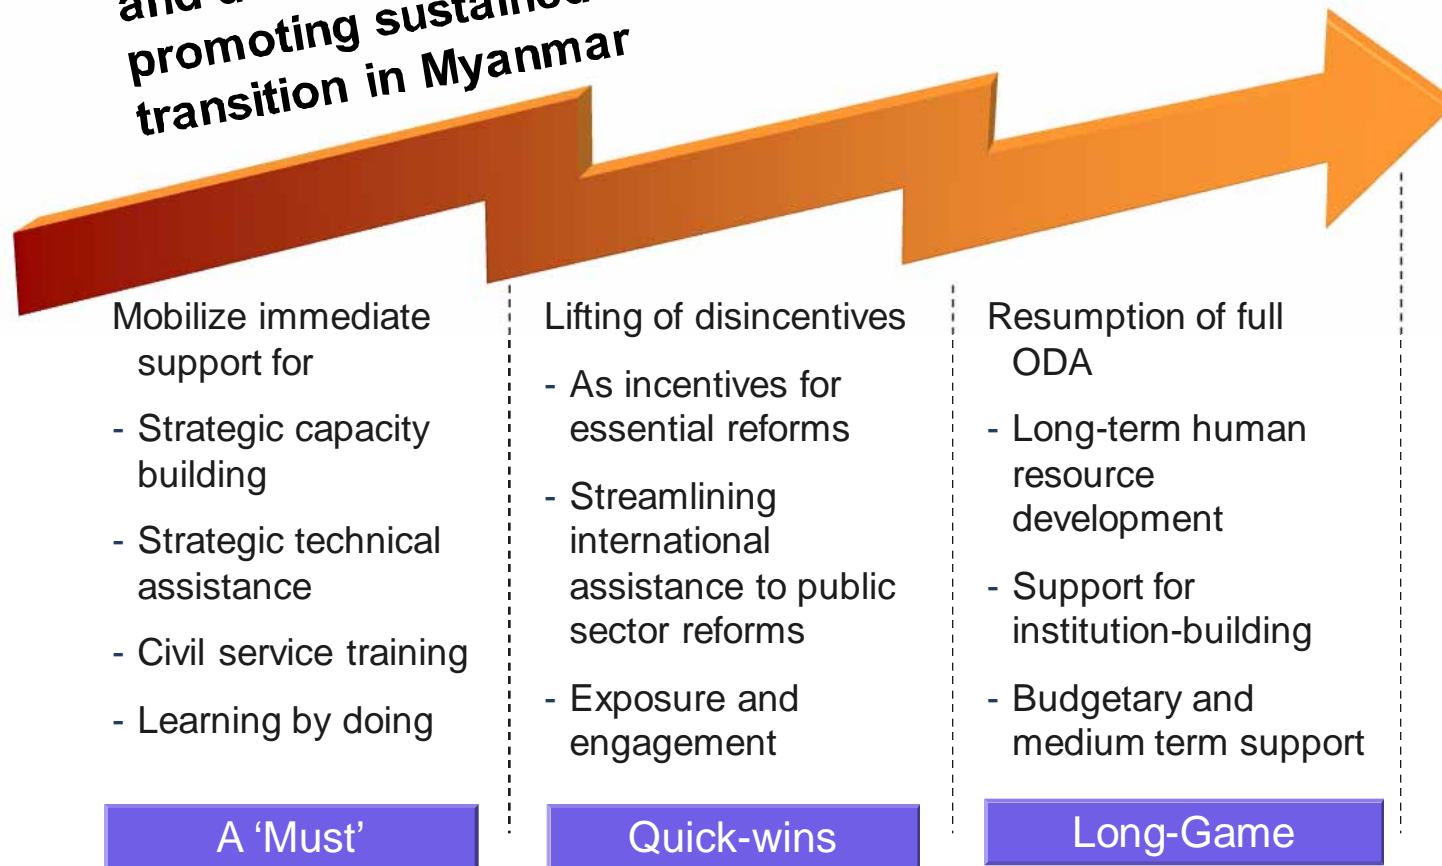 and
promoting sustained
transition in Myanmar
Mobilize immediate
support for
- Strategic capacity
building
- Strategic technical
assistance
- Civil service training
- Learning by doing
A ‘Must’
Lifting of disincentives
- As incentives for
essential reforms
- Streamlining
international
assistance to public
sector reforms
- Exposure and
engagement
Quick-wins
Resumption of full
ODA
- Long-term human
resource
development
- Support for
institution-building
- Budgetary and
medium term support
Long-Game